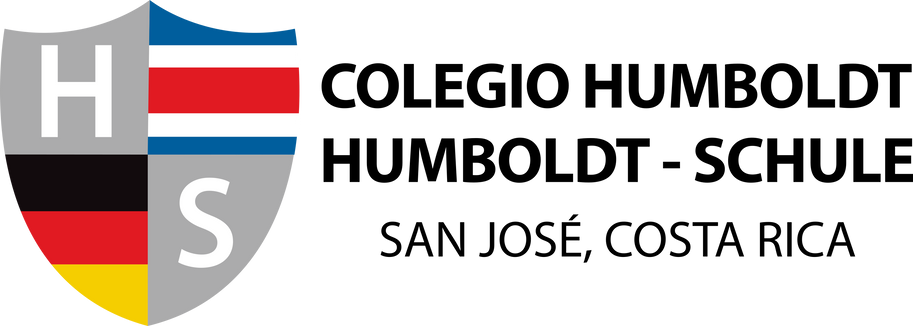 H
S
COLEGIO HUMBOLDT
HUMBOLDT - SCHULE
SAN JOSÉ, COSTA RICA